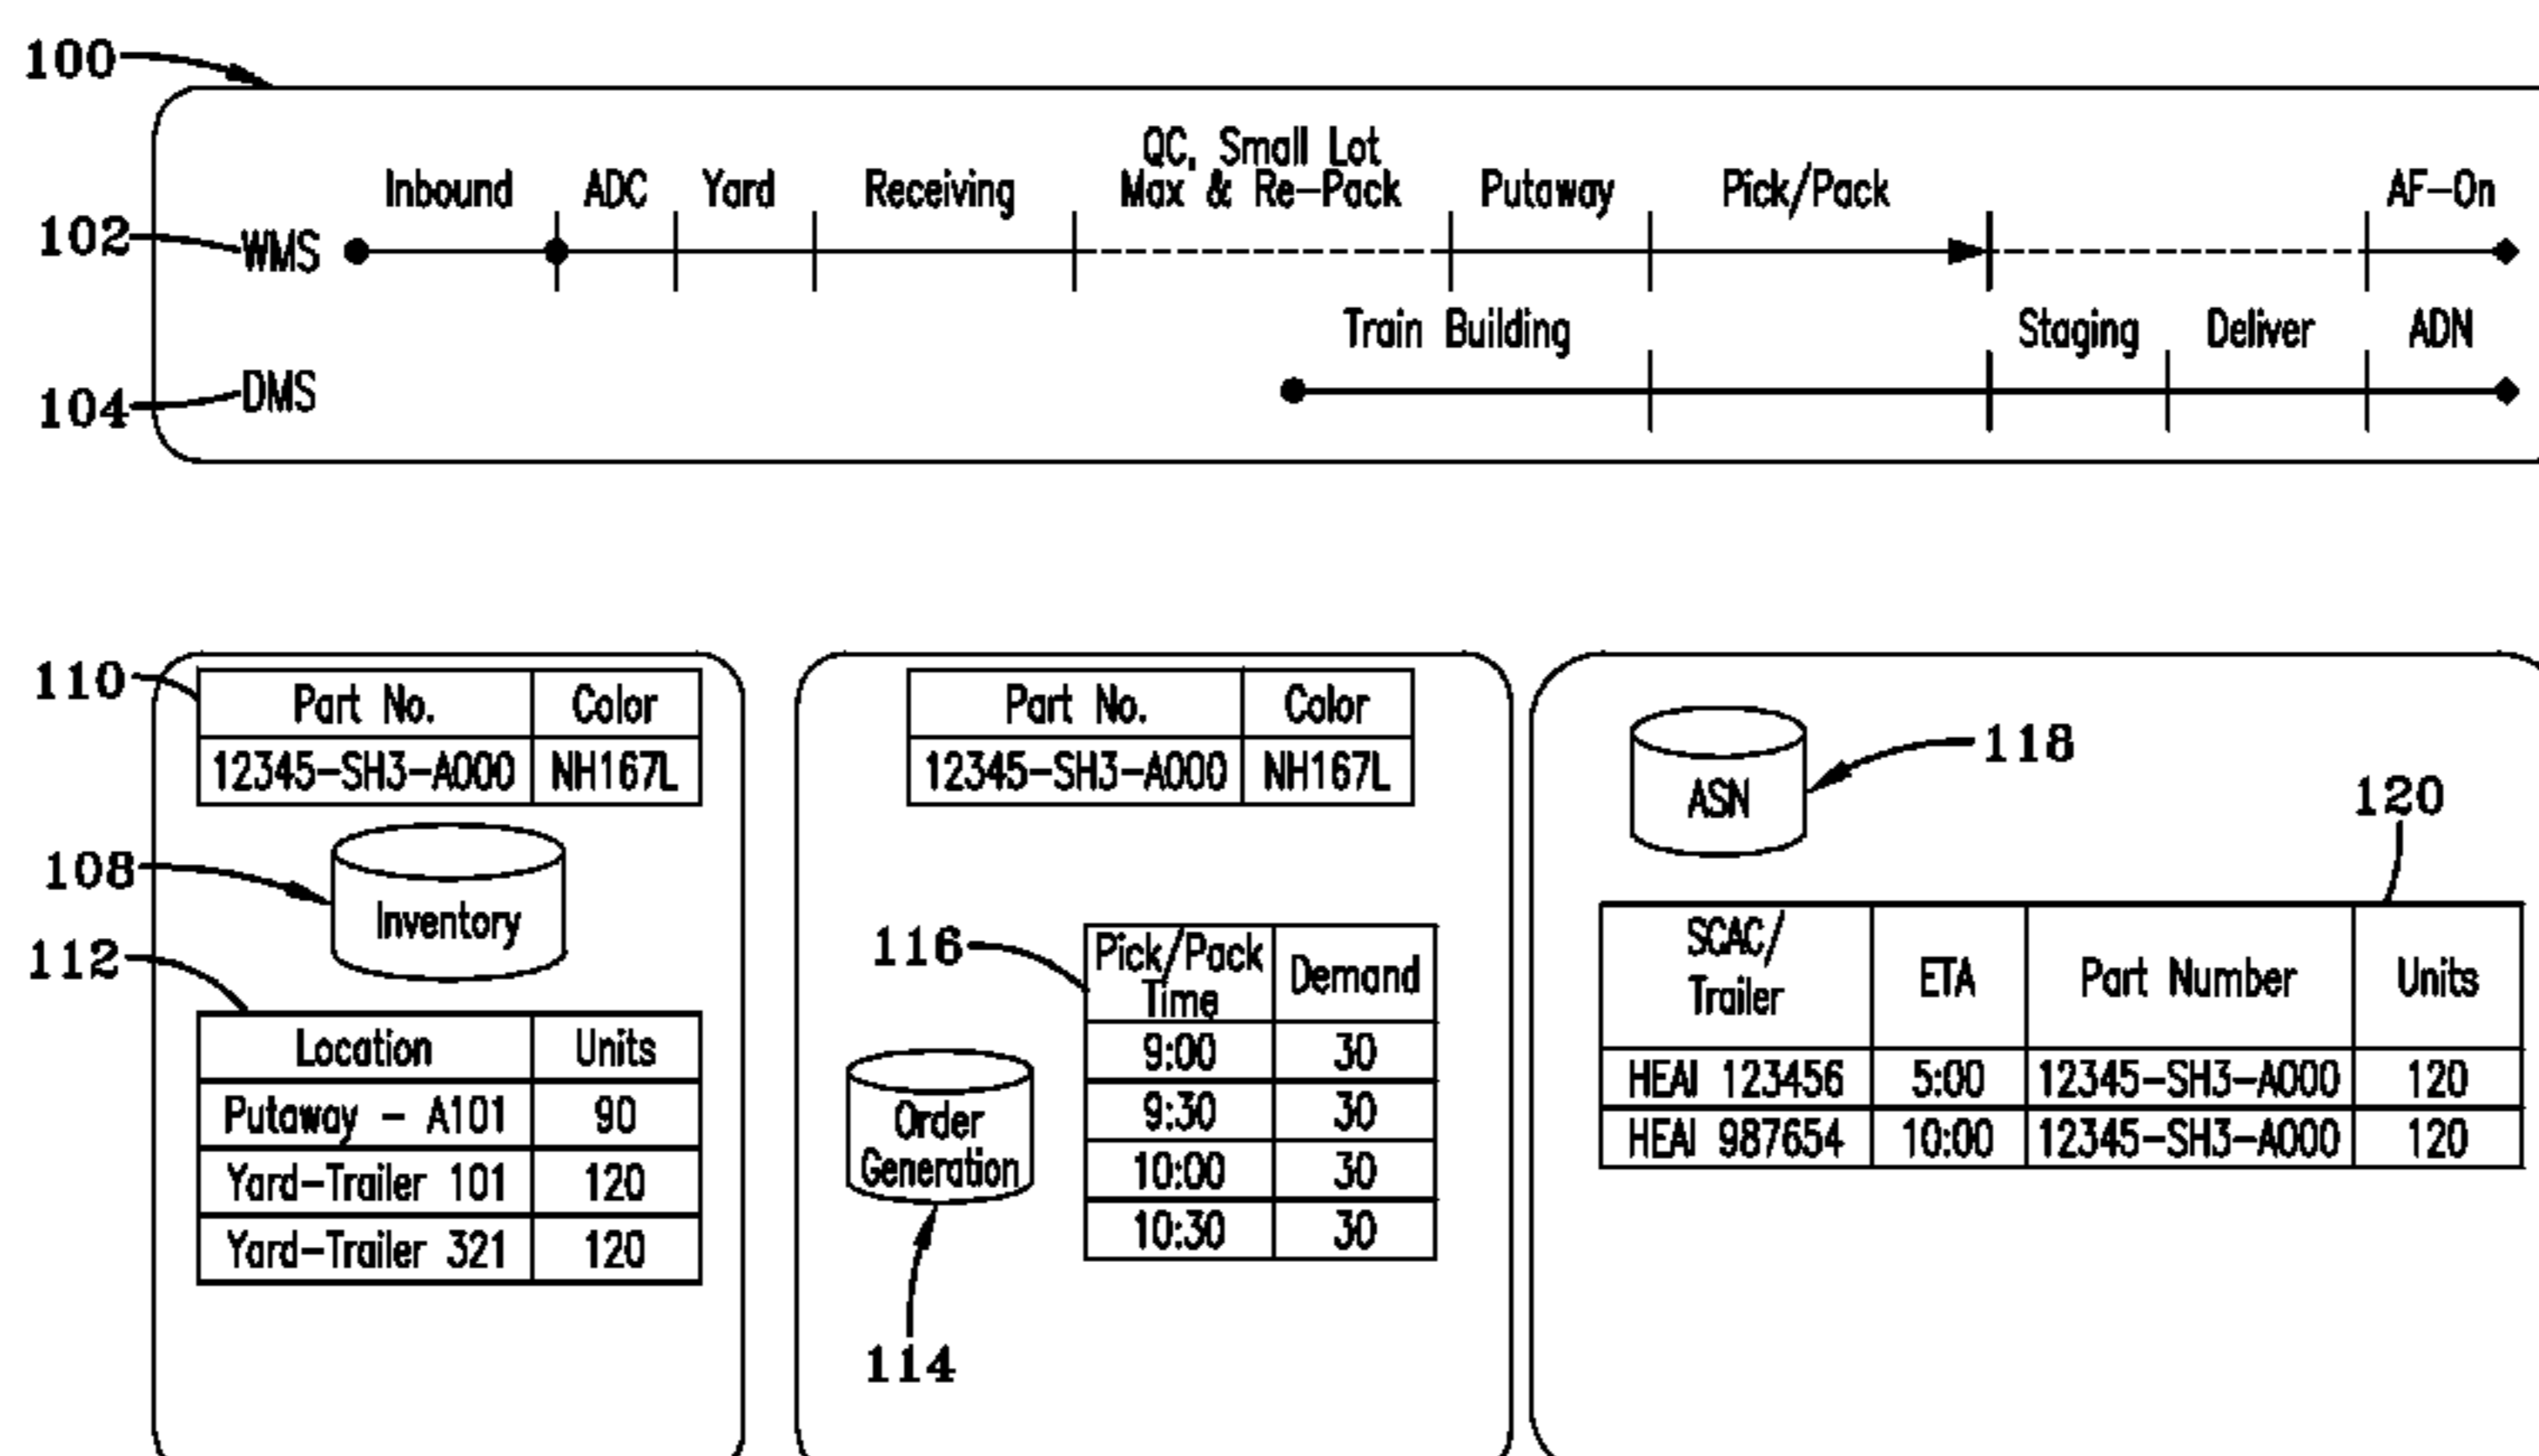 100
QC, Small Lot
Inbound ADC Yard Receiving Max & Re-Pack Putaway Pick/Pack AF-On
102 WMS
Train Building Staging Deliver ADN
104 DMS
110
Part No. Color
12345-SH3-A000 NH167L
108
Inventory
112
Location Units
Putaway - A101 90
Yard-Trailer 101 120
Yard-Trailer 321 120
Part No. Color
12345-SH3-A000 NH167L
116
Pick/Pack
Time Demand
9:00 30
9:30 30
10:00 30
10:30 30
Order
Generation
114
118
ASN
120
SCAC/
Trailer ETA Part Number Units
HEAI 123456 5:00 12345-SH3-A000 120
HEAI 987654 10:00 12345-SH3-A000 120